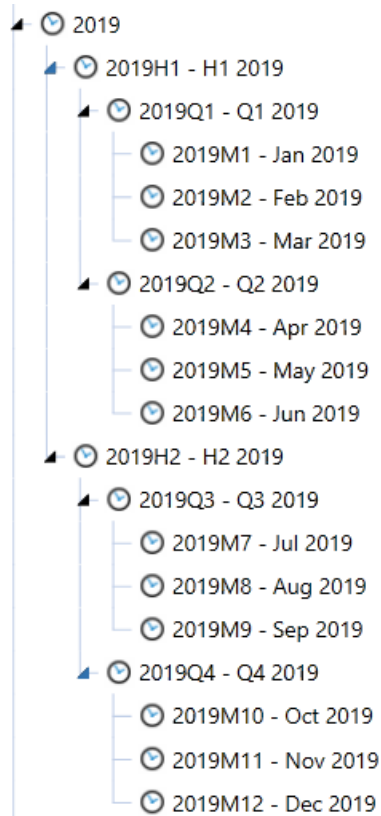 2019
2019H1 - H1 2019
2019Q1 - Q1 2019
2019M1 - Jan 2019
2019M2 - Feb 2019
2019M3 - Mar 2019
2019Q2 - Q2 2019
2019M4 - Apr 2019
2019M5 - May 2019
2019M6 - Jun 2019
2019H2 - H2 2019
2019Q3 - Q3 2019
2019M7 - Jul 2019
2019M8 - Aug 2019
2019M9 - Sep 2019
2019Q4 - Q4 2019
2019M10 - Oct 2019
2019M11 - Nov 2019
2019M12 - Dec 2019